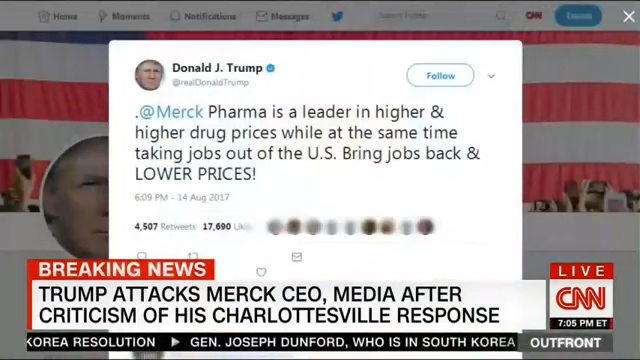 Home Moments Notifications Messages CNN
Donald J. Trump
@realDonaldTrump
Follow
.@Merck Pharma is a leader in higher &
higher drug prices while at the same time
taking jobs out of the U.S. Bring jobs back &
LOWER PRICES!
6:09 PM - 14 Aug 2017
4,507 Retweets 17,690 Likes
BREAKING NEWS
TRUMP ATTACKS MERCK CEO, MEDIA AFTER
CRITICISM OF HIS CHARLOTTESVILLE RESPONSE
LIVE
CNN
7:05 PM ET
KOREA RESOLUTION ▶ GEN. JOSEPH DUNFORD, WHO IS IN SOUTH KOREA
OUTFRONT